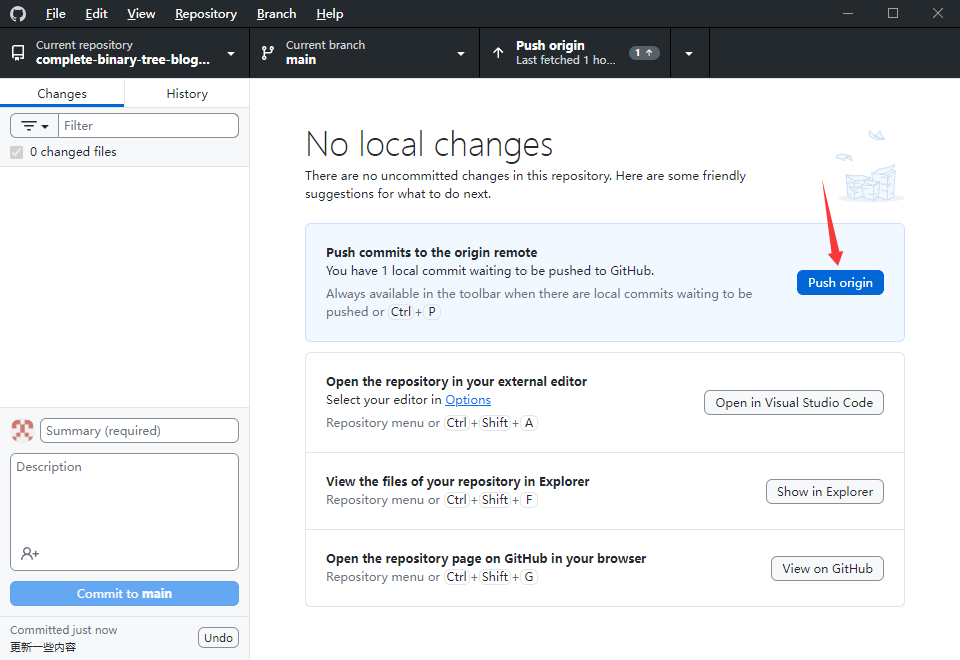 File Edit View Repository Branch Help
Current repository
complete-binary-tree-blog...
Current branch
main
Push origin
Last fetched 1 ho...
1
Changes History
Filter
0 changed files
No local changes
There are no uncommitted changes in this repository. Here are some friendly
suggestions for what to do next.
Push commits to the origin remote
You have 1 local commit waiting to be pushed to GitHub.
Always available in the toolbar when there are local commits waiting to be
pushed or Ctrl + P
Push origin
Open the repository in your external editor
Select your editor in Options
Repository menu or Ctrl + Shift + A
Open in Visual Studio Code
View the files of your repository in Explorer
Repository menu or Ctrl + Shift + F
Show in Explorer
Open the repository page on GitHub in your browser
Repository menu or Ctrl + Shift + G
View on GitHub
Summary (required)
Description
Commit to main
Committed just now
更新一些内容
Undo